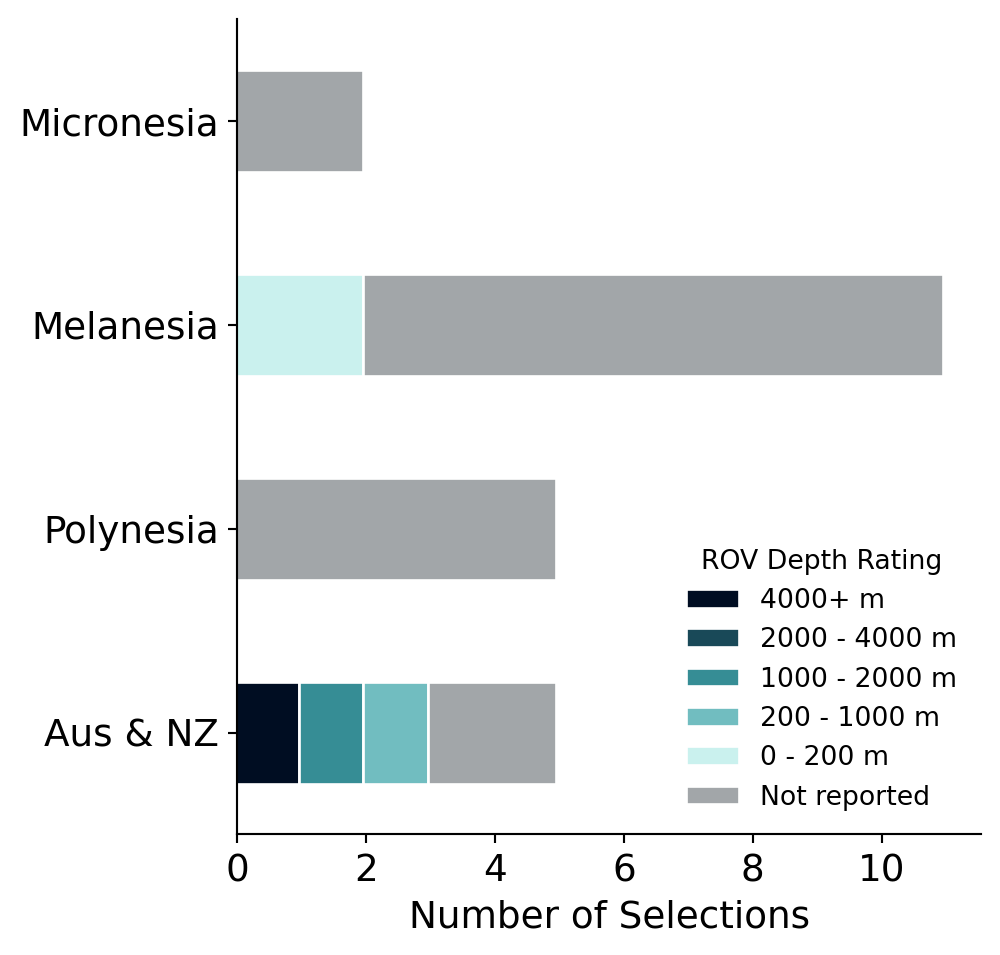 Micronesia
Melanesia
Polynesia
Aus & NZ
ROV Depth Rating
4000+ m
2000 - 4000 m
1000 - 2000 m
200 - 1000 m
0 - 200 m
Not reported
0 2 4 6 8 10
Number of Selections